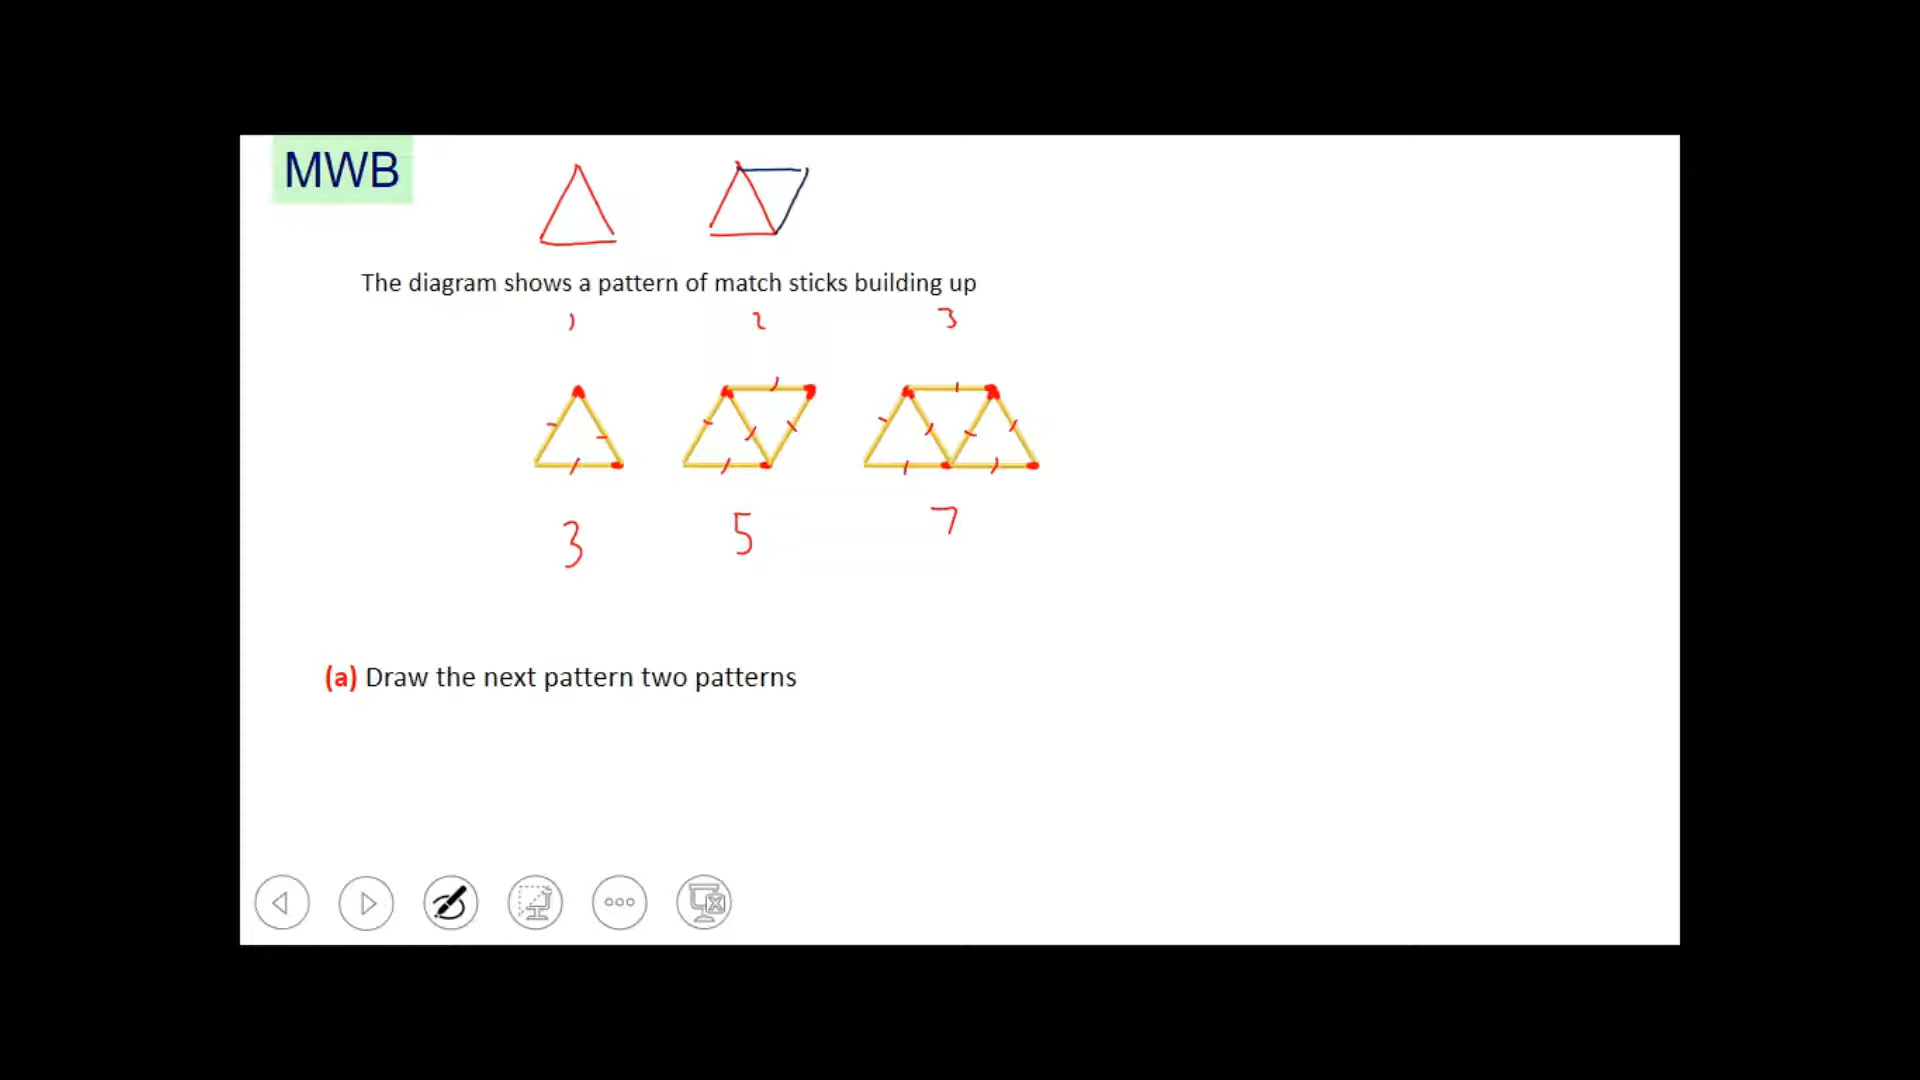 MWB
The diagram shows a pattern of match sticks building up
1 2 3
3 5 7
(a) Draw the next pattern two patterns